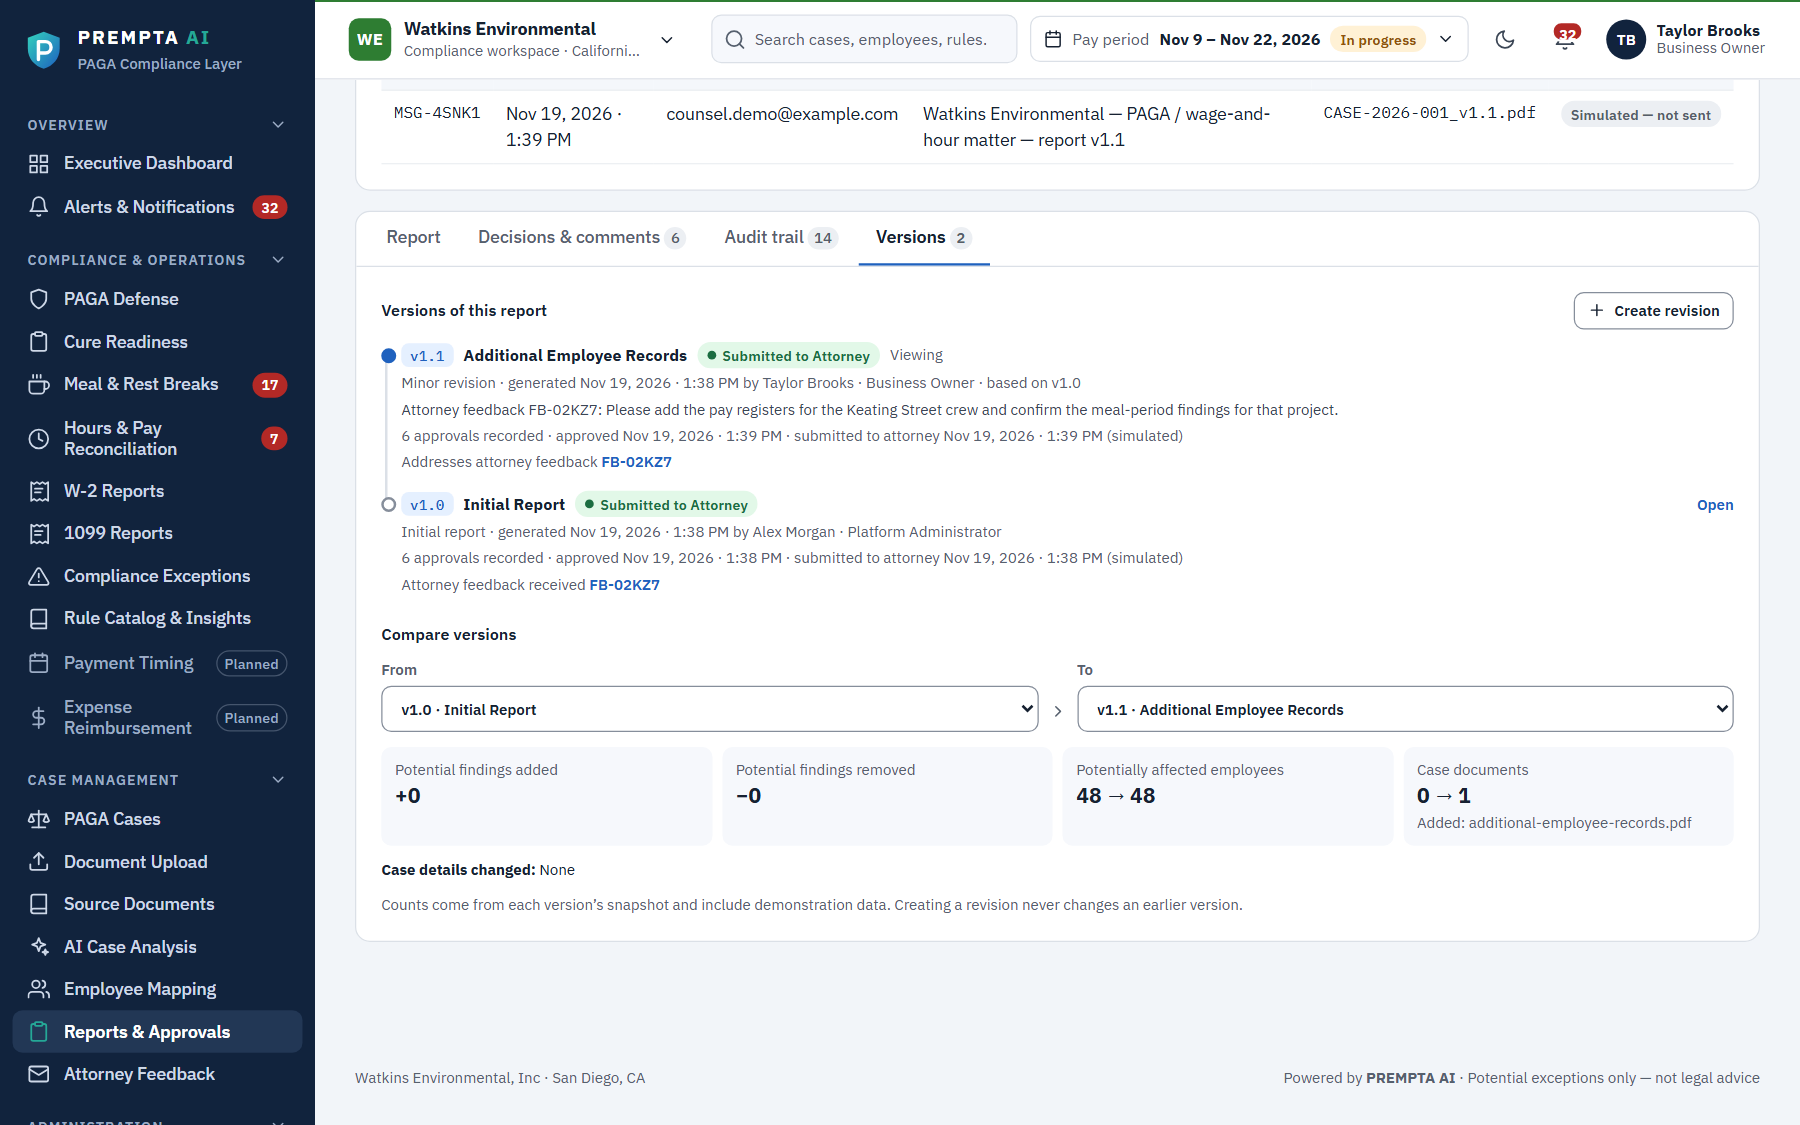 PREMPTA AI
PAGA Compliance Layer
OVERVIEW
Executive Dashboard
Alerts & Notifications 32
COMPLIANCE & OPERATIONS
PAGA Defense
Cure Readiness
Meal & Rest Breaks 17
Hours & Pay
Reconciliation 7
W-2 Reports
1099 Reports
Compliance Exceptions
Rule Catalog & Insights
Payment Timing Planned
Expense
Reimbursement Planned
CASE MANAGEMENT
PAGA Cases
Document Upload
Source Documents
AI Case Analysis
Employee Mapping
Reports & Approvals
Attorney Feedback
ADMINISTRATION
WE Watkins Environmental
Compliance workspace · Californi...
Search cases, employees, rules.
Pay period Nov 9 – Nov 22, 2026 In progress
32
TB Taylor Brooks
Business Owner
MSG-4SNK1 Nov 19, 2026 · counsel.demo@example.com Watkins Environmental — PAGA / wage-and- CASE-2026-001_v1.1.pdf Simulated — not sent
1:39 PM hour matter — report v1.1
Report Decisions & comments 6 Audit trail 14 Versions 2
Versions of this report
Create revision
v1.1 Additional Employee Records Submitted to Attorney Viewing
Minor revision · generated Nov 19, 2026 · 1:38 PM by Taylor Brooks · Business Owner · based on v1.0
Attorney feedback FB-02KZ7: Please add the pay registers for the Keating Street crew and confirm the meal-period findings for that project.
6 approvals recorded · approved Nov 19, 2026 · 1:39 PM · submitted to attorney Nov 19, 2026 · 1:39 PM (simulated)
Addresses attorney feedback FB-02KZ7
v1.0 Initial Report Submitted to Attorney Open
Initial report · generated Nov 19, 2026 · 1:38 PM by Alex Morgan · Platform Administrator
6 approvals recorded · approved Nov 19, 2026 · 1:38 PM · submitted to attorney Nov 19, 2026 · 1:38 PM (simulated)
Attorney feedback received FB-02KZ7
Compare versions
From To
v1.0 · Initial Report v1.1 · Additional Employee Records
Potential findings added
+0
Potential findings removed
−0
Potentially affected employees
48 → 48
Case documents
0 → 1
Added: additional-employee-records.pdf
Case details changed: None
Counts come from each version’s snapshot and include demonstration data. Creating a revision never changes an earlier version.
Watkins Environmental, Inc · San Diego, CA
Powered by PREMPTA AI · Potential exceptions only — not legal advice